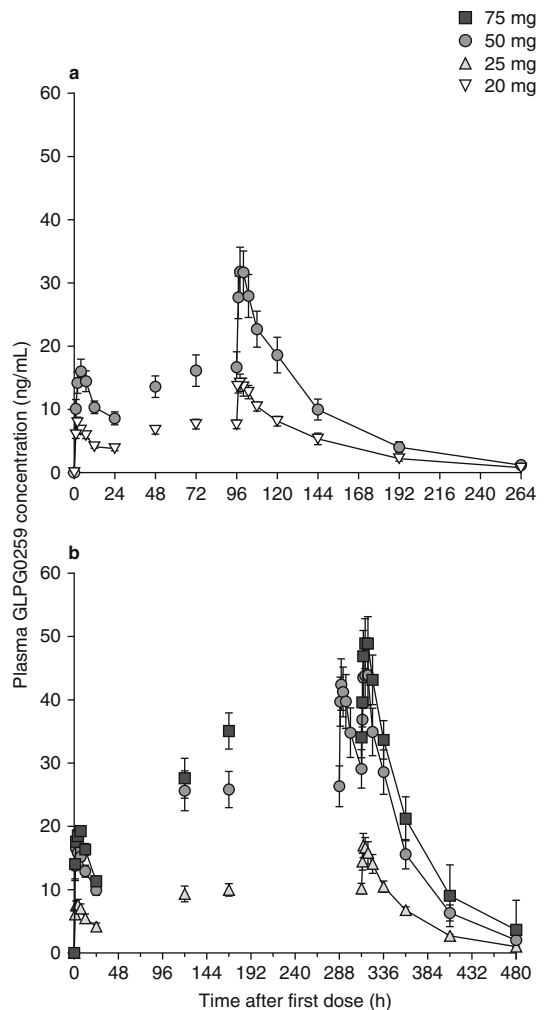 75 mg
50 mg
25 mg
20 mg
a
60
50
40
30
20
10
0
0 24 48 72 96 120 144 168 192 216 240 264
Plasma GLPG0259 concentration (ng/mL)
b
60
50
40
30
20
10
0
0 48 96 144 192 240 288 336 384 432 480
Time after first dose (h)